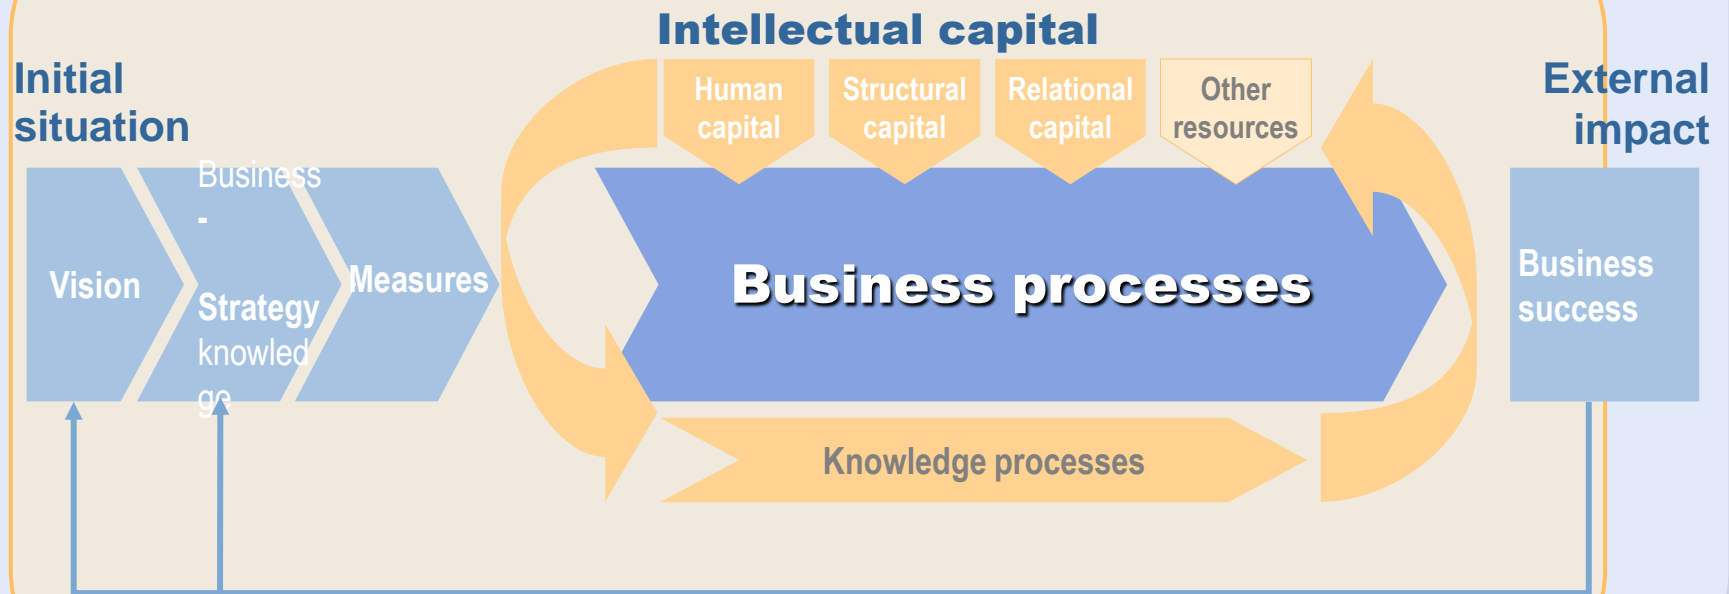 Intellectual capital
Initial
situation
Human
capital
Structural
capital
Relational
capital
Other
resources
External
impact
Vision
Business
-
Strategy
knowled
ge
Measures
Business processes
Business
success
Knowledge processes